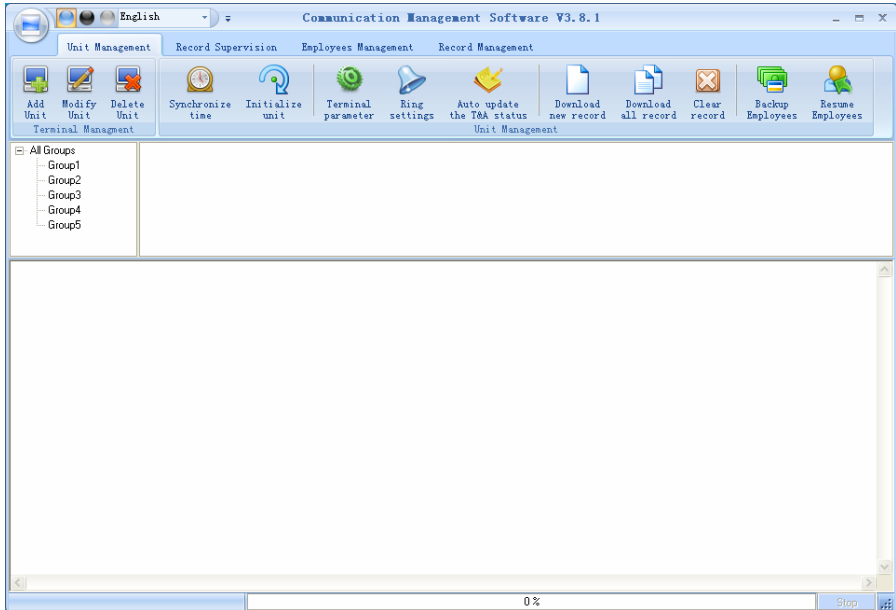 English
Communication Management Software V3.8.1
Unit Management Record Supervision Employees Management Record Management
Add Unit
Modify Unit
Delete Unit
Synchronize time
Initialize unit
Terminal parameter
Ring settings
Auto update the T&A status
Download new record
Download all record
Clear record
Backup Employees
Resume Employees
Terminal Managment
Unit Management
All Groups
Group1
Group2
Group3
Group4
Group5
0 %
Stop